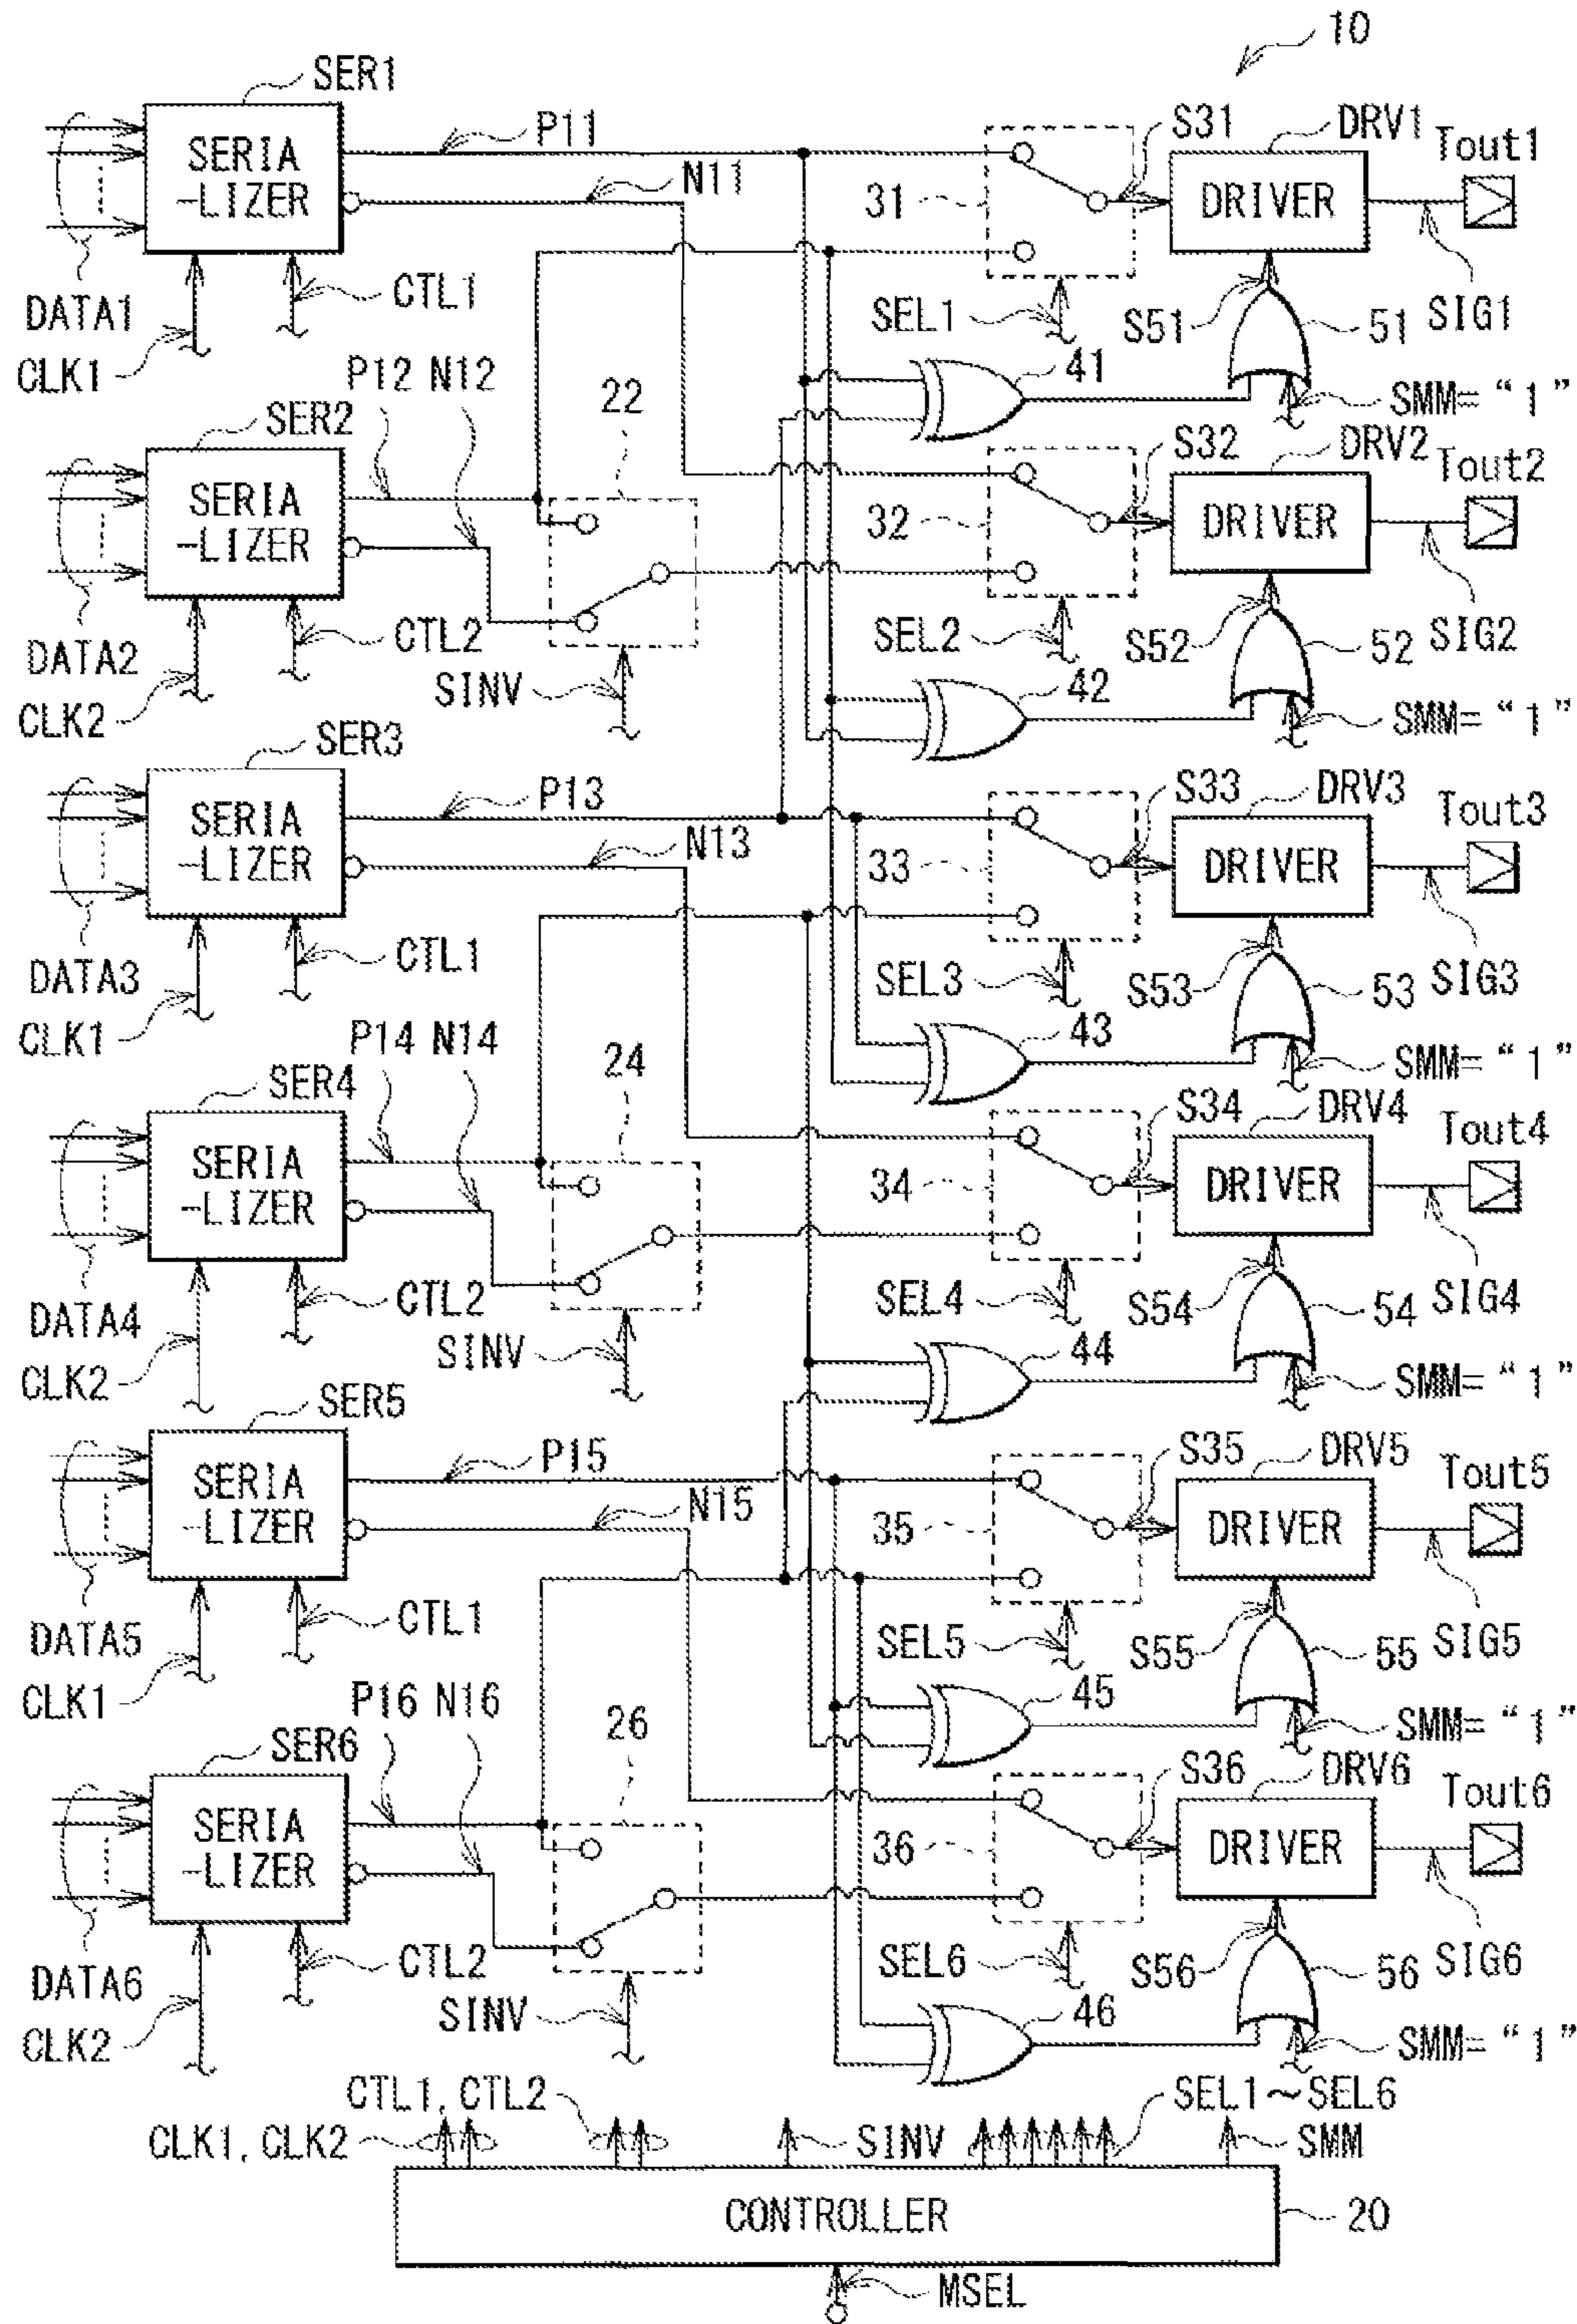 10
SER1
P11
S31
DRV1
Tout1
SERIA
-LIZER
N11
31
DRIVER
DATA1
CTL1
SEL1
S51
51
SIG1
CLK1
P12 N12
22
41
SMM= “1”
SER2
S32
DRV2
Tout2
SERIA
-LIZER
32
DRIVER
DATA2
CTL2
SEL2
S52
52
SIG2
SINV
42
CLK2
SMM= “1”
SER3
P13
S33
DRV3
Tout3
SERIA
-LIZER
N13
33
DRIVER
DATA3
CTL1
SEL3
S53
53
SIG3
CLK1
P14 N14
24
43
SMM= “1”
SER4
S34
DRV4
Tout4
SERIA
-LIZER
34
DRIVER
DATA4
CTL2
SEL4
S54
54
SIG4
SINV
44
CLK2
SMM= “1”
SER5
P15
S35
DRV5
Tout5
SERIA
-LIZER
N15
35
DRIVER
DATA5
CTL1
SEL5
S55
55
SIG5
CLK1
P16 N16
26
45
SMM= “1”
SER6
S36
DRV6
Tout6
SERIA
-LIZER
36
DRIVER
DATA6
CTL2
SEL6
S56
56
SIG6
SINV
46
CLK2
SMM= “1”
CTL1, CTL2
SEL1~SEL6
CLK1, CLK2
SINV
SMM
CONTROLLER
20
MSEL